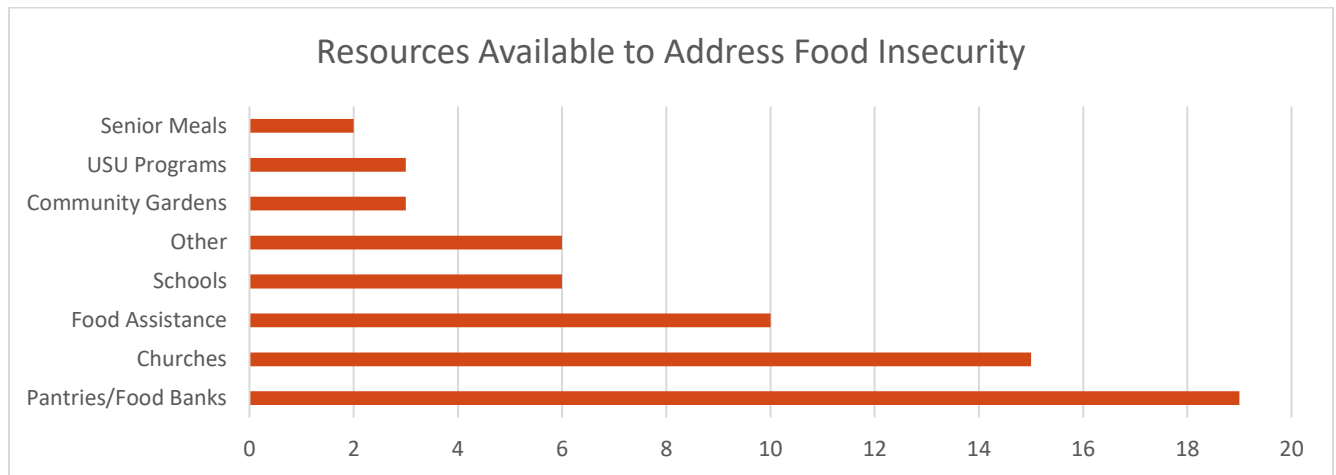 Resources Available to Address Food Insecurity
Senior Meals
USU Programs
Community Gardens
Other
Schools
Food Assistance
Churches
Pantries/Food Banks
0 2 4 6 8 10 12 14 16 18 20